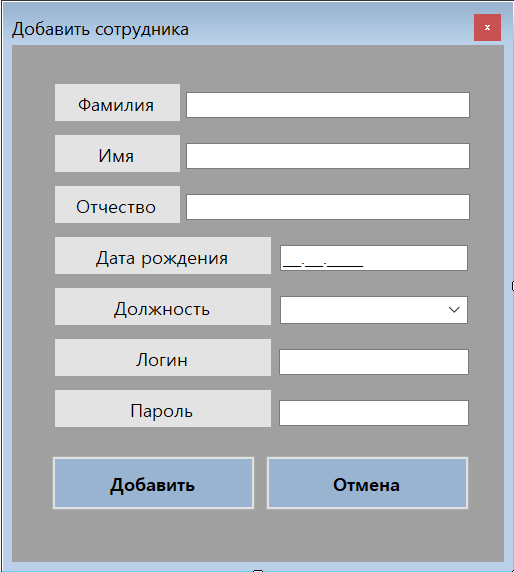 Добавить сотрудника
Фамилия
Имя
Отчество
Дата рождения __.__.____
Должность
Логин
Пароль
Добавить Отмена